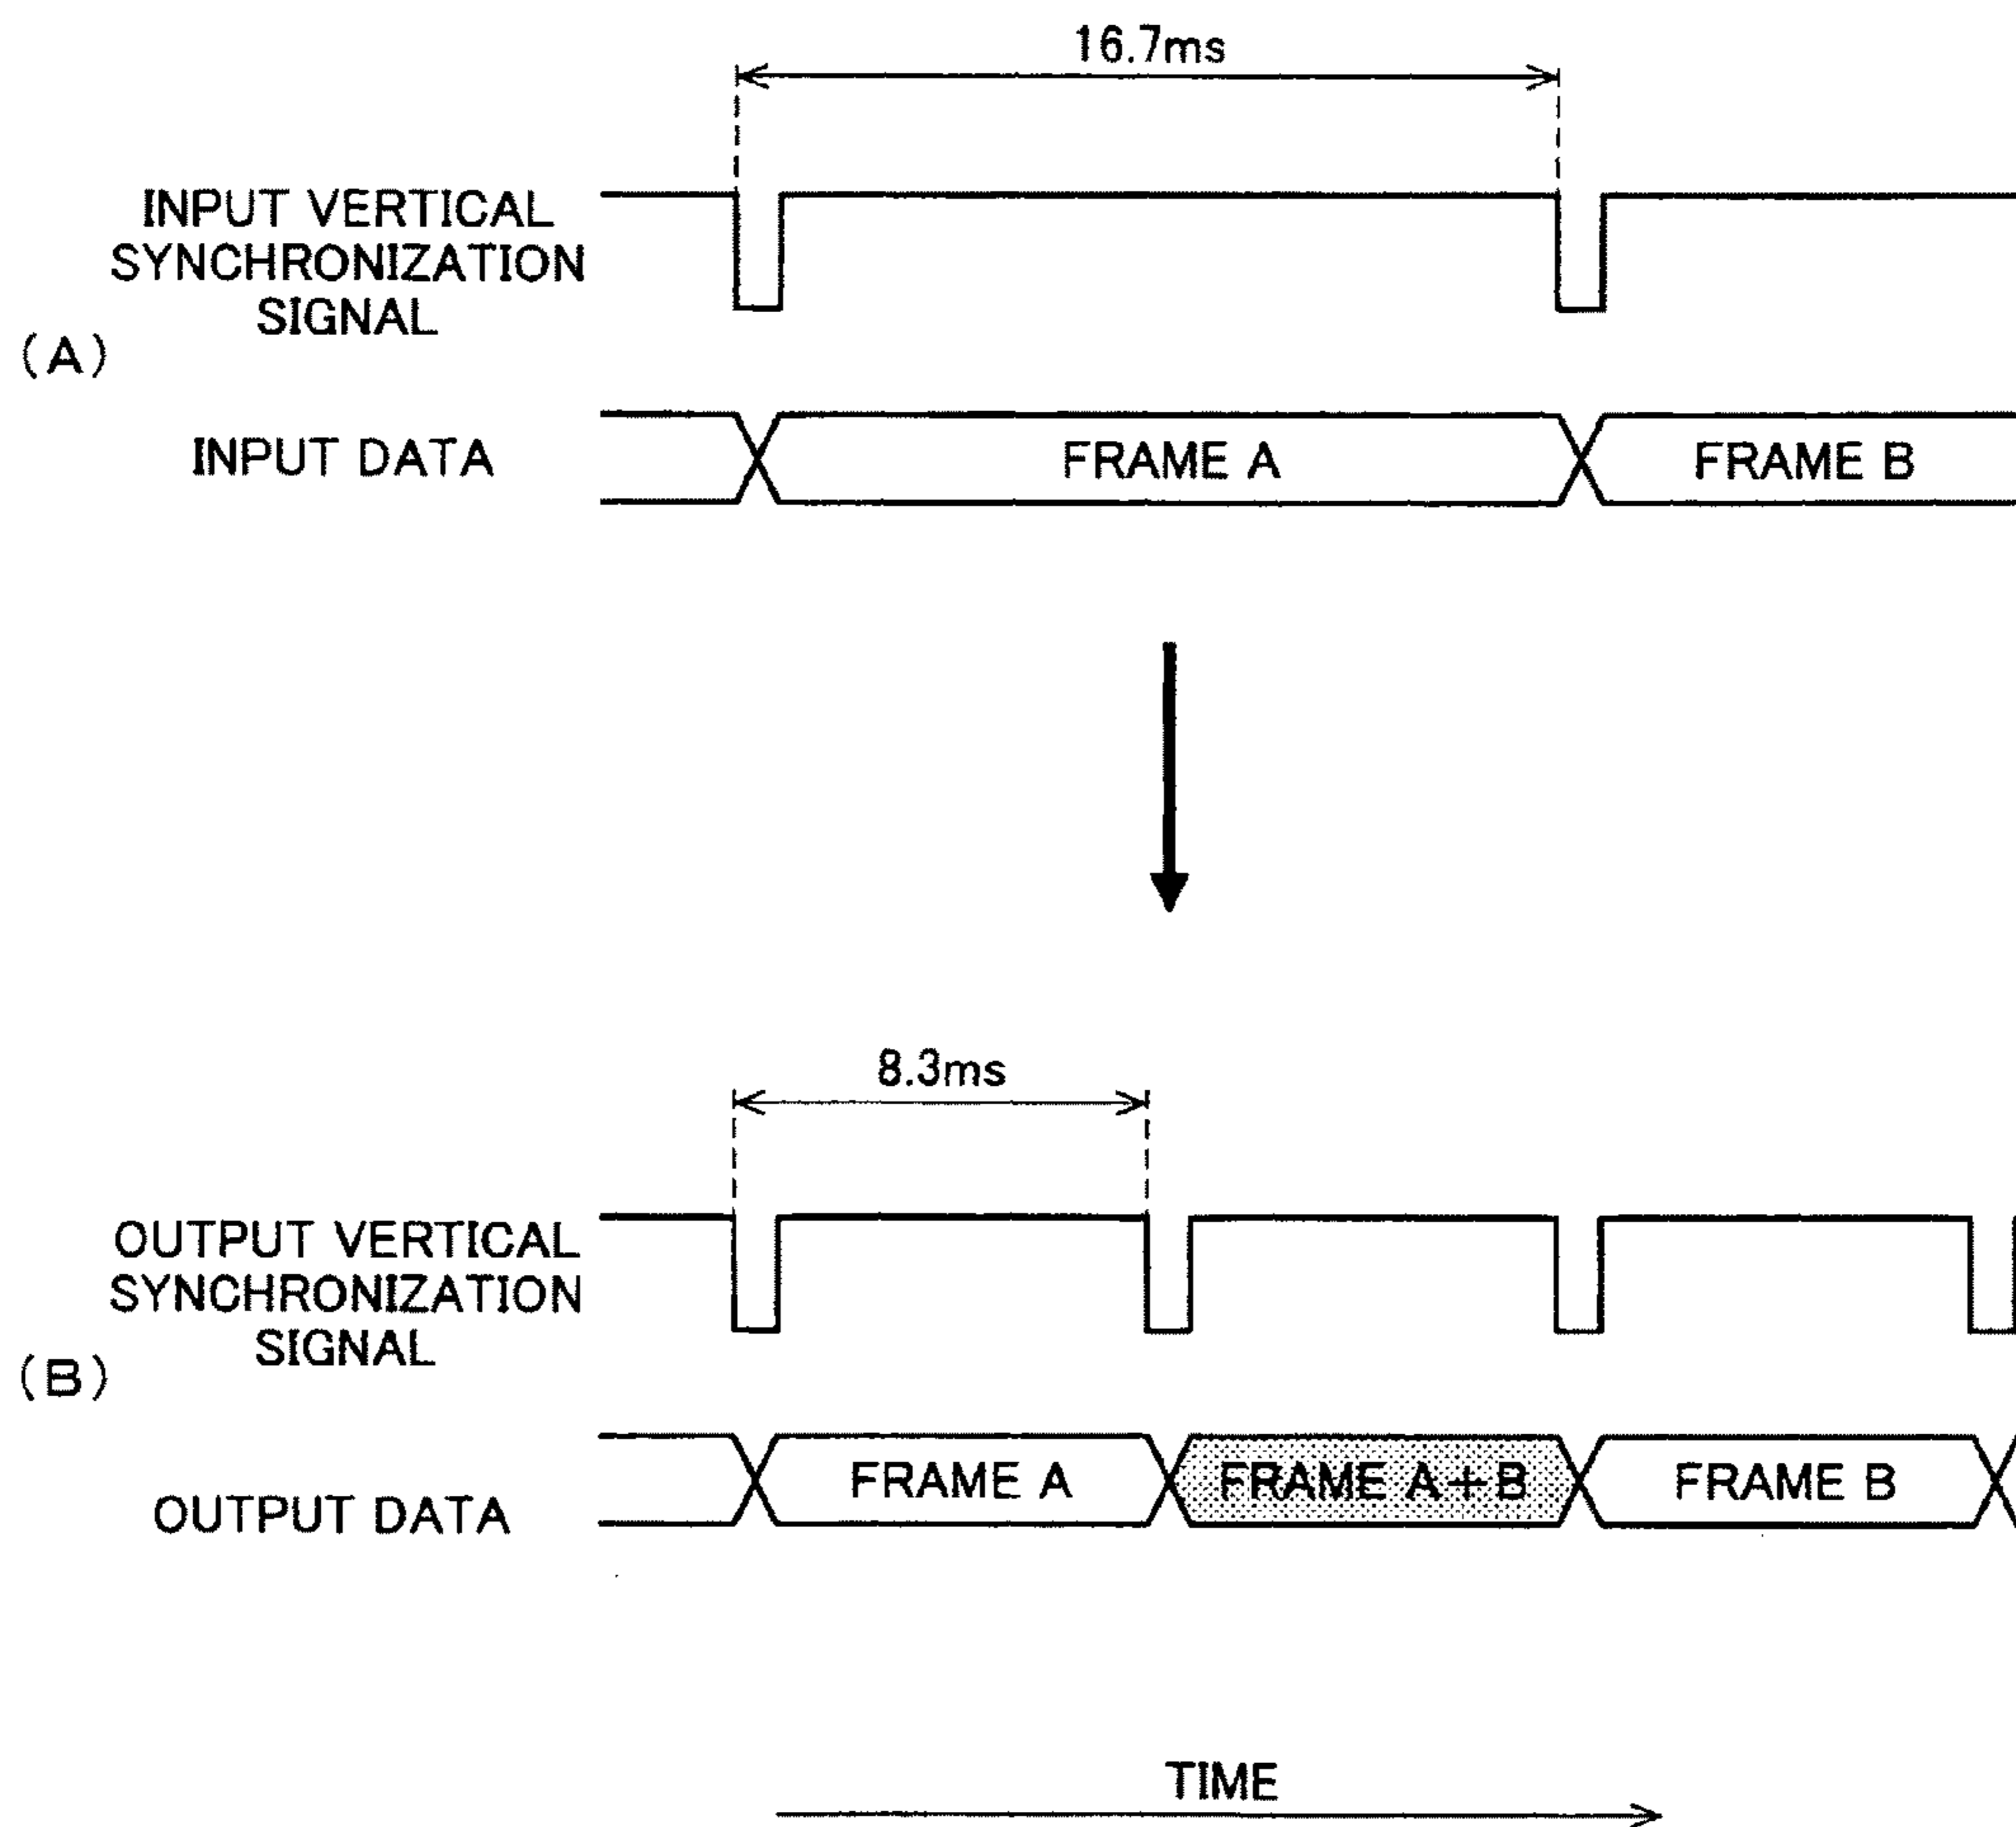 16.7ms
INPUT VERTICAL
SYNCHRONIZATION
SIGNAL
(A)
INPUT DATA
FRAME A
FRAME B
8.3ms
OUTPUT VERTICAL
SYNCHRONIZATION
SIGNAL
(B)
OUTPUT DATA
FRAME A
FRAME A+B
FRAME B
TIME